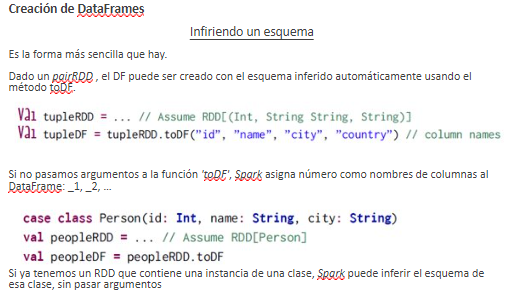 Creación de DataFrames
Infiriendo un esquema
Es la forma más sencilla que hay.
Dado un pairRDD , el DF puede ser creado con el esquema inferido automáticamente usando el
método toDF.
Val tupleRDD = ... // Assume RDD[(Int, String String, String)]
Val tupleDF = tupleRDD.toDF("id", "name", "city", "country") // column names
Si no pasamos argumentos a la función 'toDF', Spark asigna número como nombres de columnas al
DataFrame: _1, _2, ...
case class Person(id: Int, name: String, city: String)
val peopleRDD = ... // Assume RDD[Person]
val peopleDF = peopleRDD.toDF
Si ya tenemos un RDD que contiene una instancia de una clase, Spark puede inferir el esquema de
esa clase, sin pasar argumentos